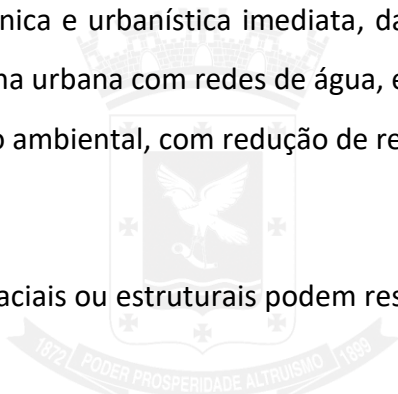 nica e urbanística imediata, da
na urbana com redes de água, e
o ambiental, com redução de re
aciais ou estruturais podem res
1872 PODER PROSPERIDADE ALTRUISMO 1899